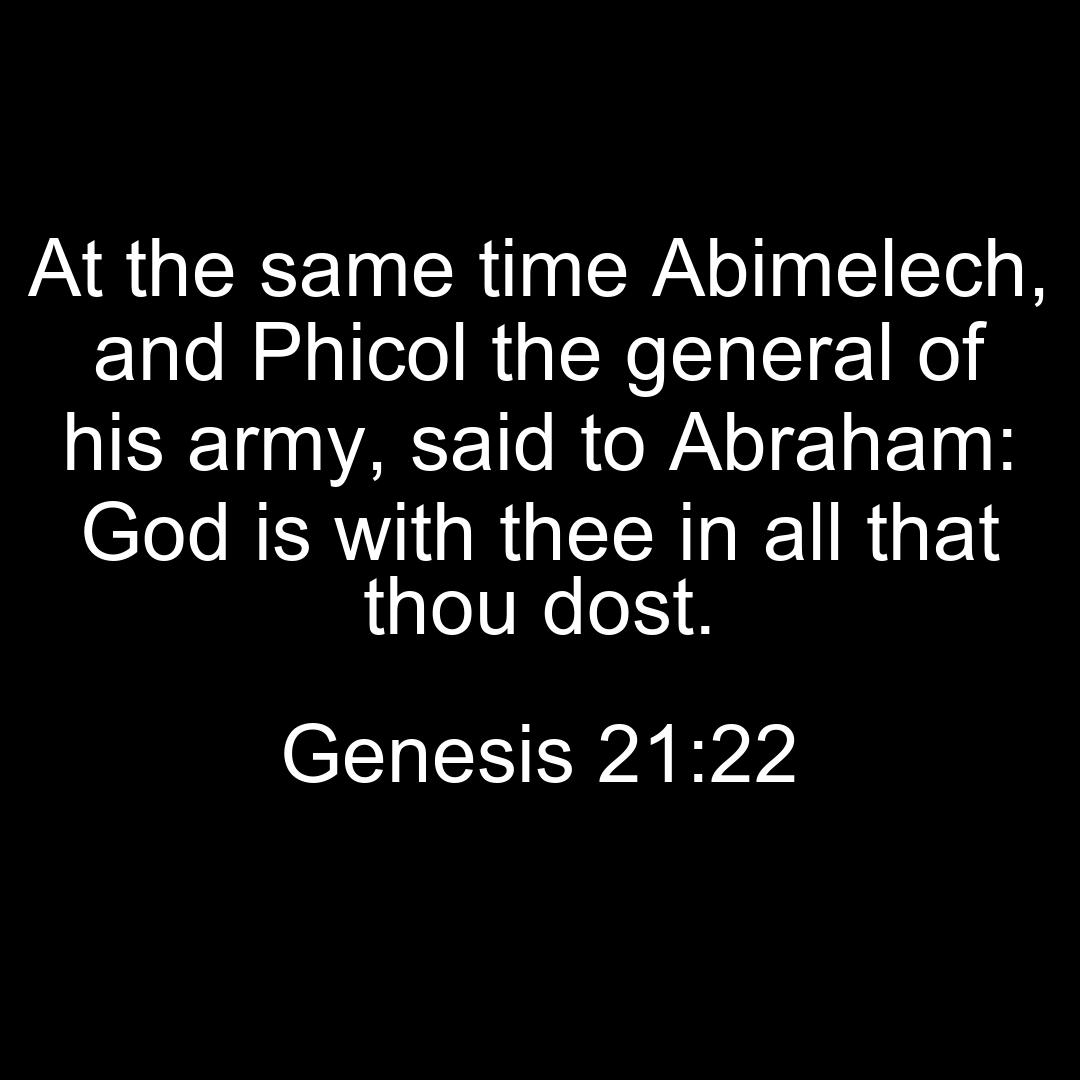 At the same time Abimelech,
and Phicol the general of
his army, said to Abraham:
God is with thee in all that
thou dost.
Genesis 21:22